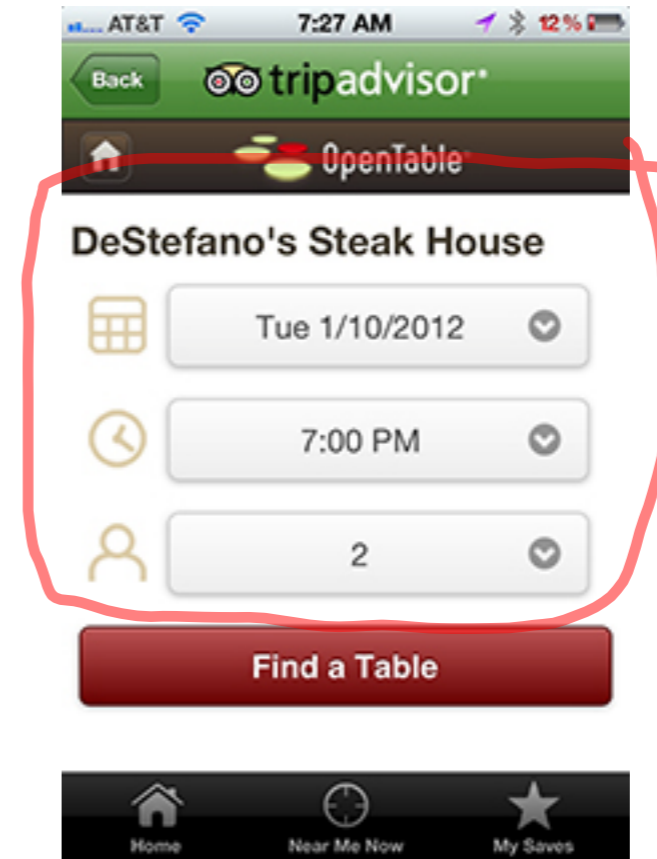 AT&T 7:27 AM 12%
Back tripadvisor
OpenTable
DeStefano's Steak House
Tue 1/10/2012
7:00 PM
2
Find a Table
Home Near Me Now My Saves